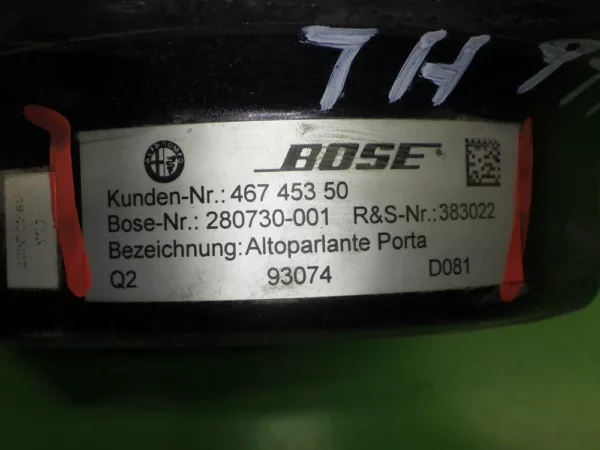 7H 99
BOSE
Kunden-Nr.: 467 453 50
Bose-Nr.: 280730-001 R&S-Nr.:383022
Bezeichnung: Altoparlante Porta
Q2 93074 D081